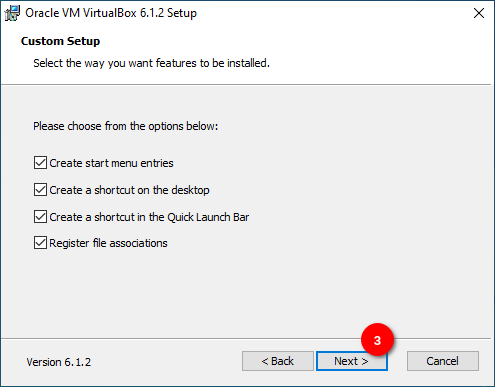 Oracle VM VirtualBox 6.1.2 Setup
Custom Setup
Select the way you want features to be installed.
Please choose from the options below:
Create start menu entries
Create a shortcut on the desktop
Create a shortcut in the Quick Launch Bar
Register file associations
3
Version 6.1.2
< Back
Next >
Cancel